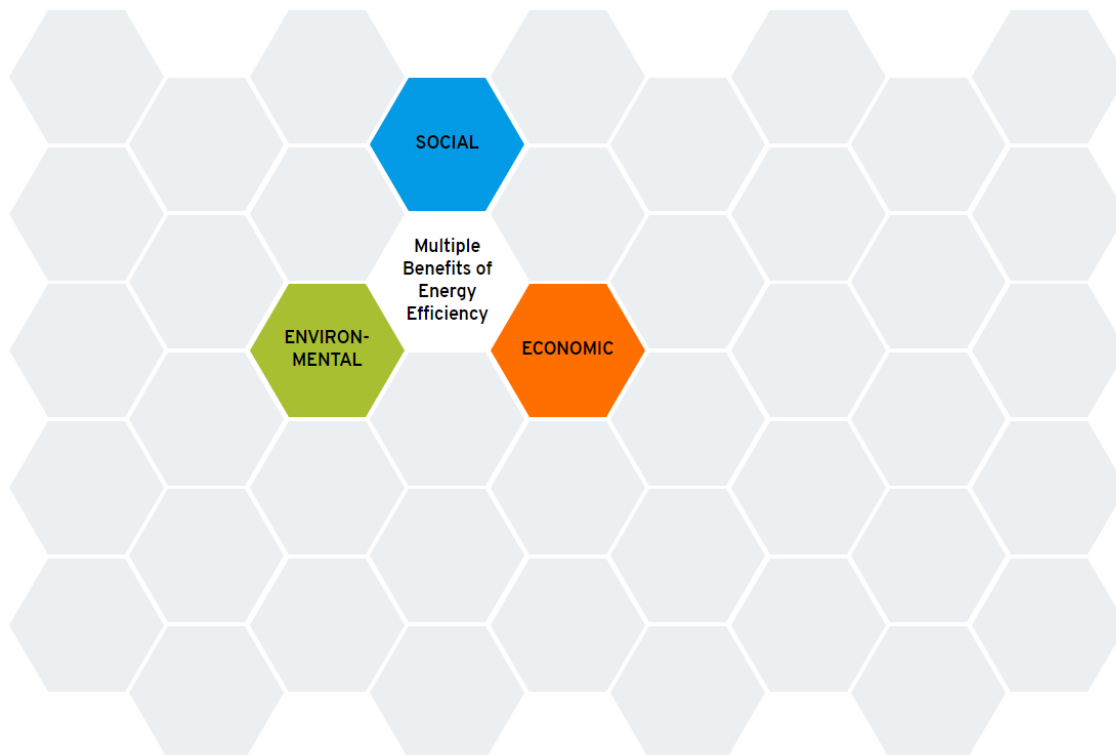 SOCIAL
Multiple
Benefits of
Energy
Efficiency
ENVIRON-
MENTAL
ECONOMIC